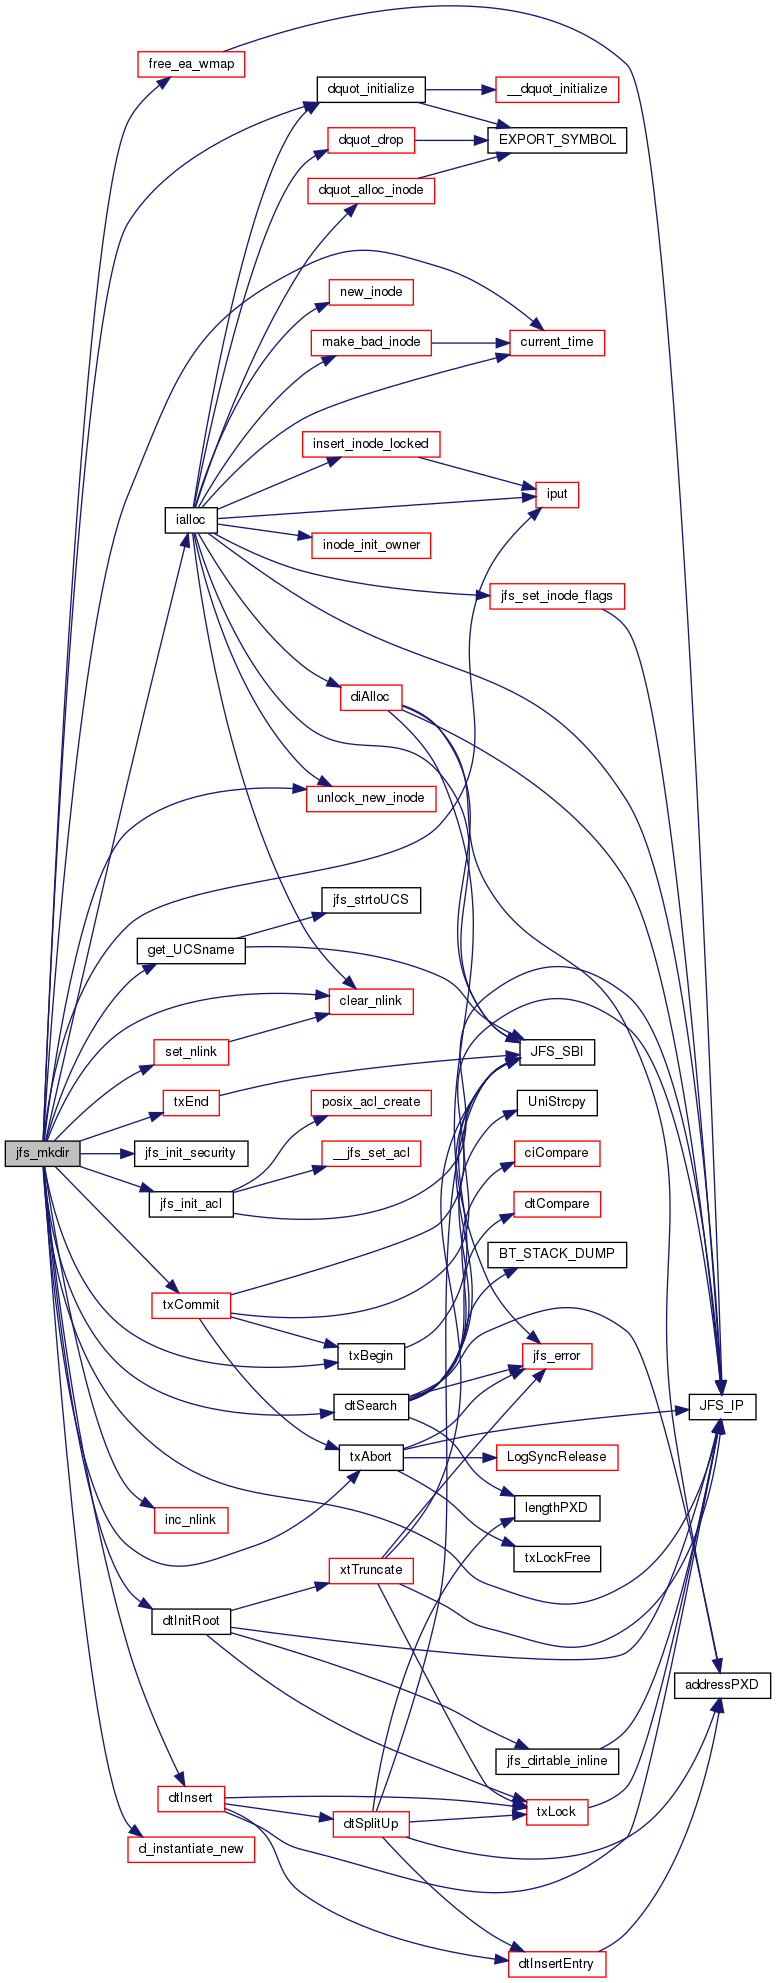 free_ea_wmap
dquot_initialize
__dquot_initialize
EXPORT_SYMBOL
dquot_drop
dquot_alloc_inode
new_inode
make_bad_inode
current_time
insert_inode_locked
iput
ialloc
inode_init_owner
jfs_set_inode_flags
diAlloc
unlock_new_inode
jfs_strtoUCS
get_UCSname
clear_nlink
set_nlink
JFS_SBI
txEnd
posix_acl_create
UniStrcpy
jfs_mkdir
jfs_init_security
__jfs_set_acl
ciCompare
jfs_init_acl
dtCompare
BT_STACK_DUMP
txCommit
txBegin
jfs_error
dtSearch
JFS_IP
txAbort
LogSyncRelease
lengthPXD
inc_nlink
txLockFree
xtTruncate
dtInitRoot
addressPXD
jfs_dirtable_inline
dtInsert
txLock
dtSplitUp
d_instantiate_new
dtInsertEntry